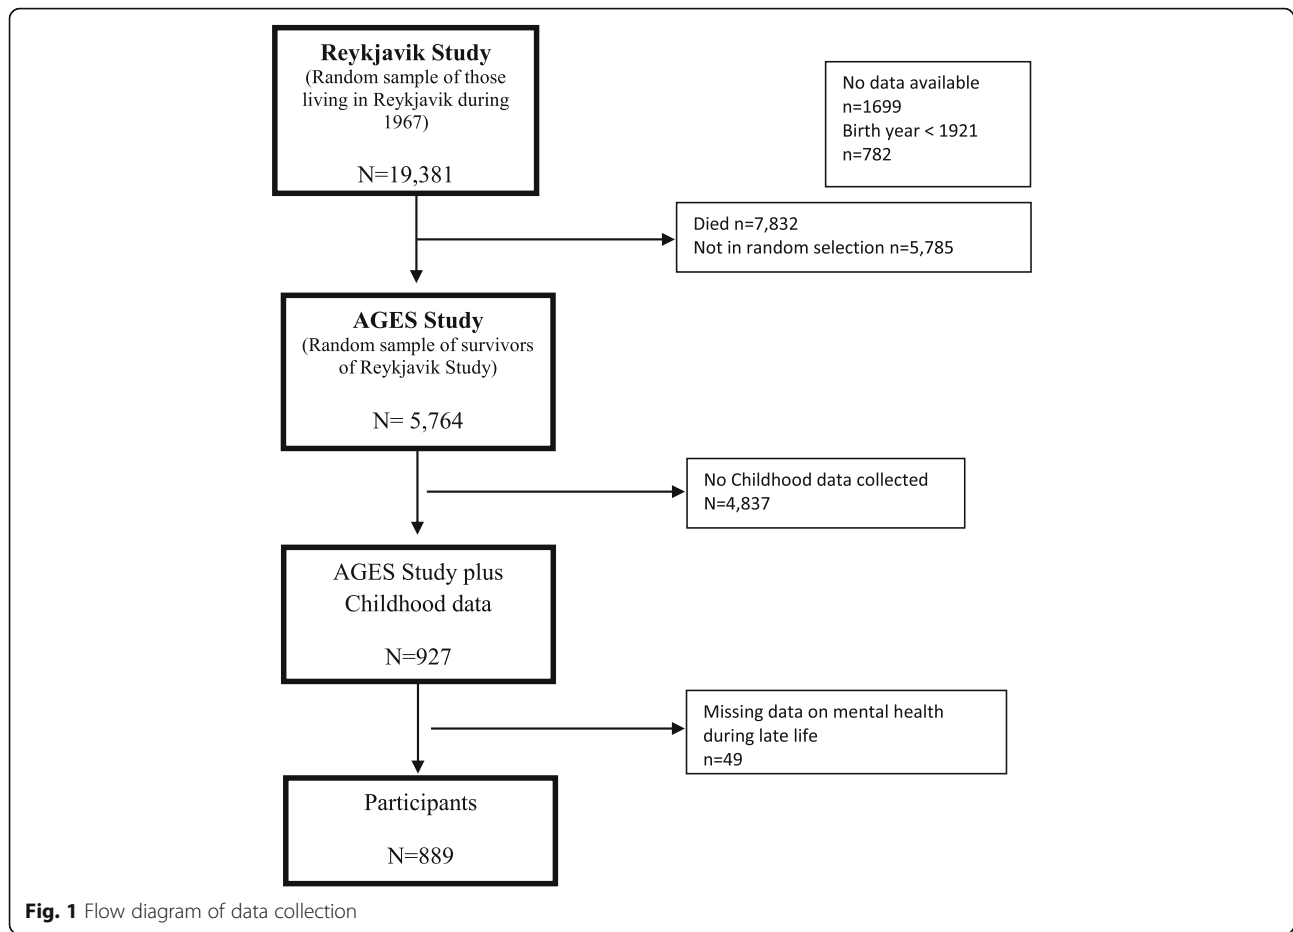 Reykjavik Study
(Random sample of those
living in Reykjavik during
1967)
N=19,381
No data available
n=1699
Birth year < 1921
n=782
Died n=7,832
Not in random selection n=5,785
AGES Study
(Random sample of survivors
of Reykjavik Study)
N= 5,764
No Childhood data collected
N=4,837
AGES Study plus
Childhood data
N=927
Missing data on mental health
during late life
n=49
Participants
N=889
Fig. 1 Flow diagram of data collection